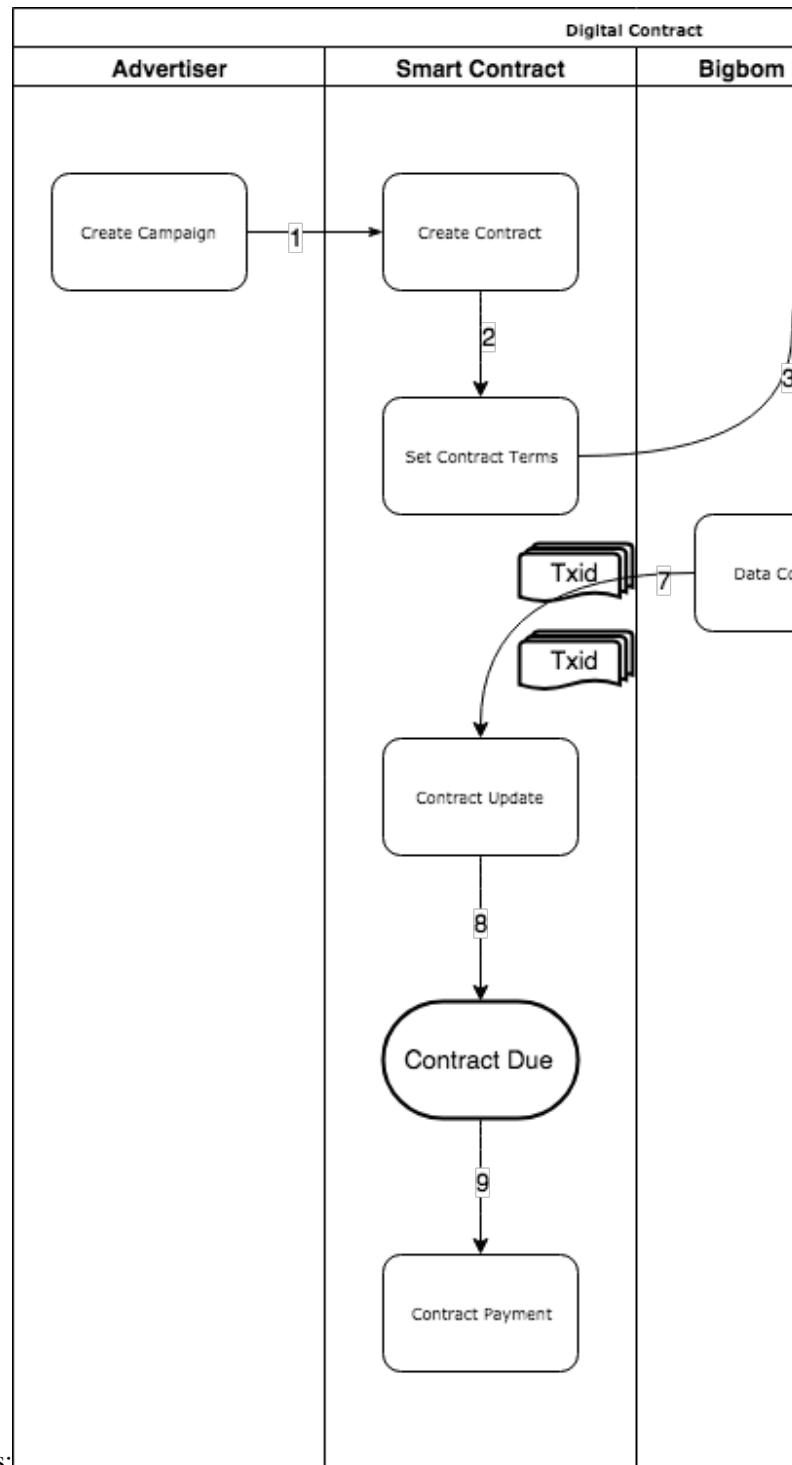 Digital Contract
Advertiser
Smart Contract
Bigbom
Create Campaign
1
Create Contract
2
3
Set Contract Terms
Txid
7
Data
Txid
Contract Update
8
Contract Due
9
Contract Payment